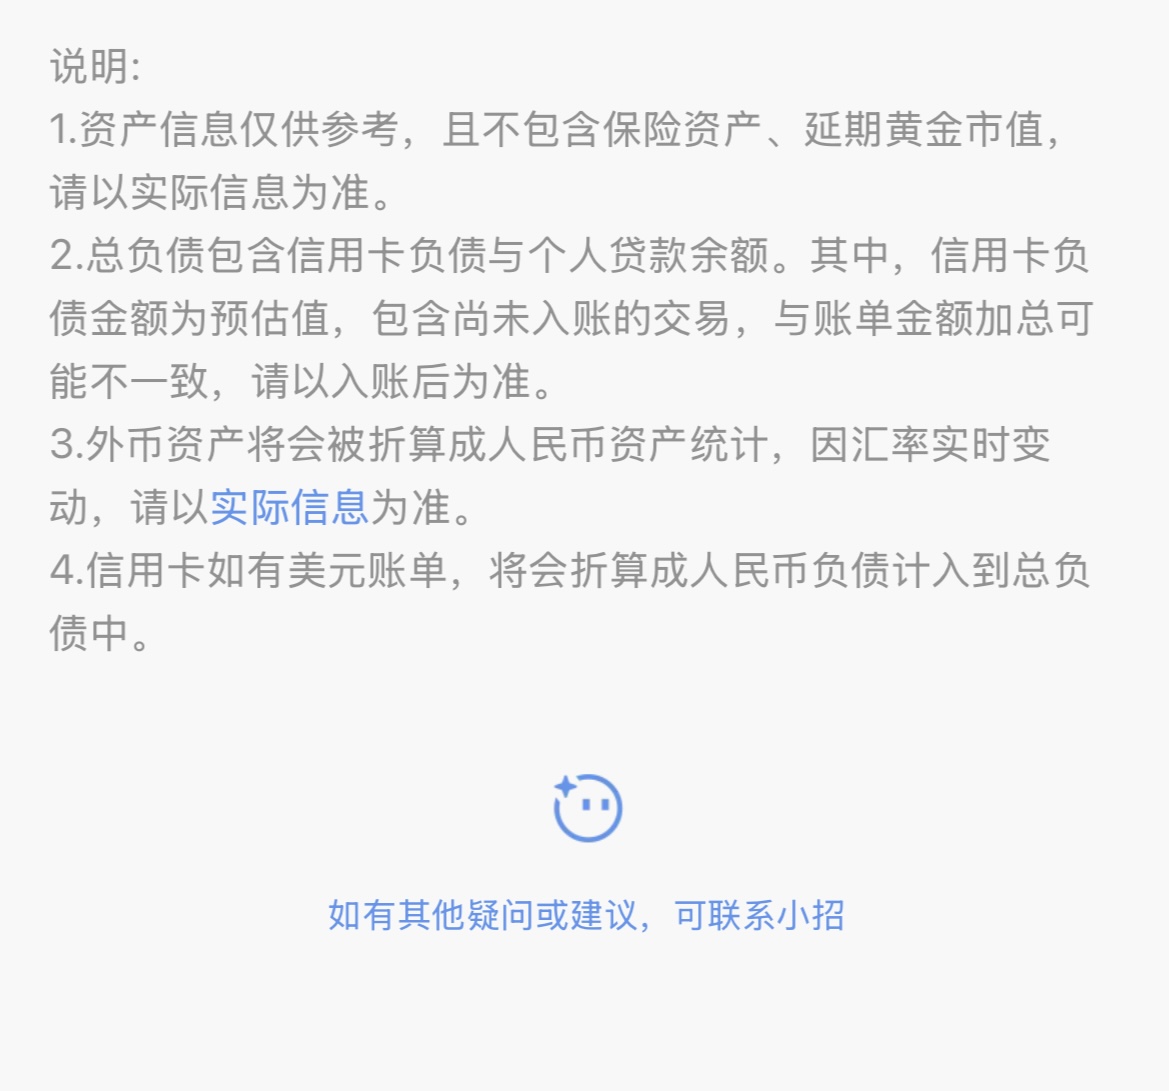 说明:
1.资产信息仅供参考，且不包含保险资产、延期黄金市值，
请以实际信息为准。
2.总负债包含信用卡负债与个人贷款余额。其中，信用卡负
债金额为预估值，包含尚未入账的交易，与账单金额加总可
能不一致，请以入账后为准。
3.外币资产将会被折算成人民币资产统计，因汇率实时变
动，请以实际信息为准。
4.信用卡如有美元账单，将会折算成人民币负债计入到总负
债中。
如有其他疑问或建议，可联系小招